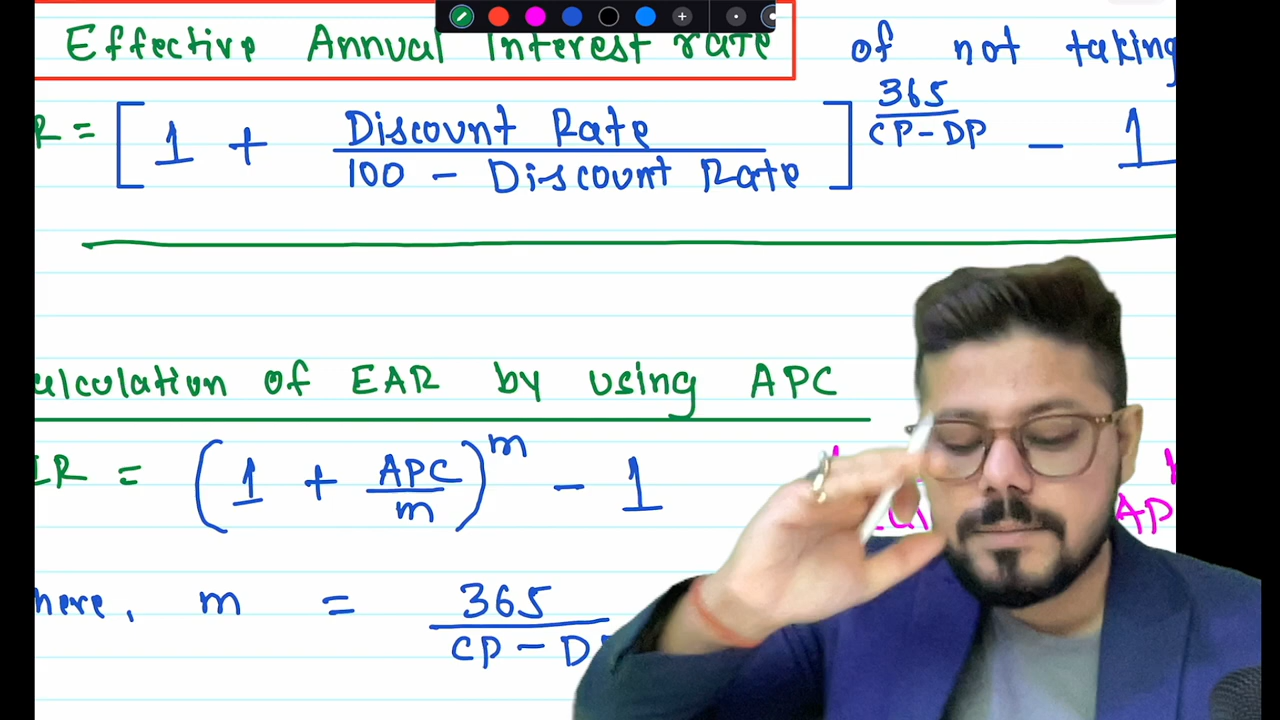 Effective Annual Interest rate of not taking
R = [ 1 + Discount Rate / 100 - Discount Rate ] 365 / CP - DP - 1
alculation of EAR by using APC
= ( 1 + APC / m ) m - 1
AP
here, m = 365 / CP - D